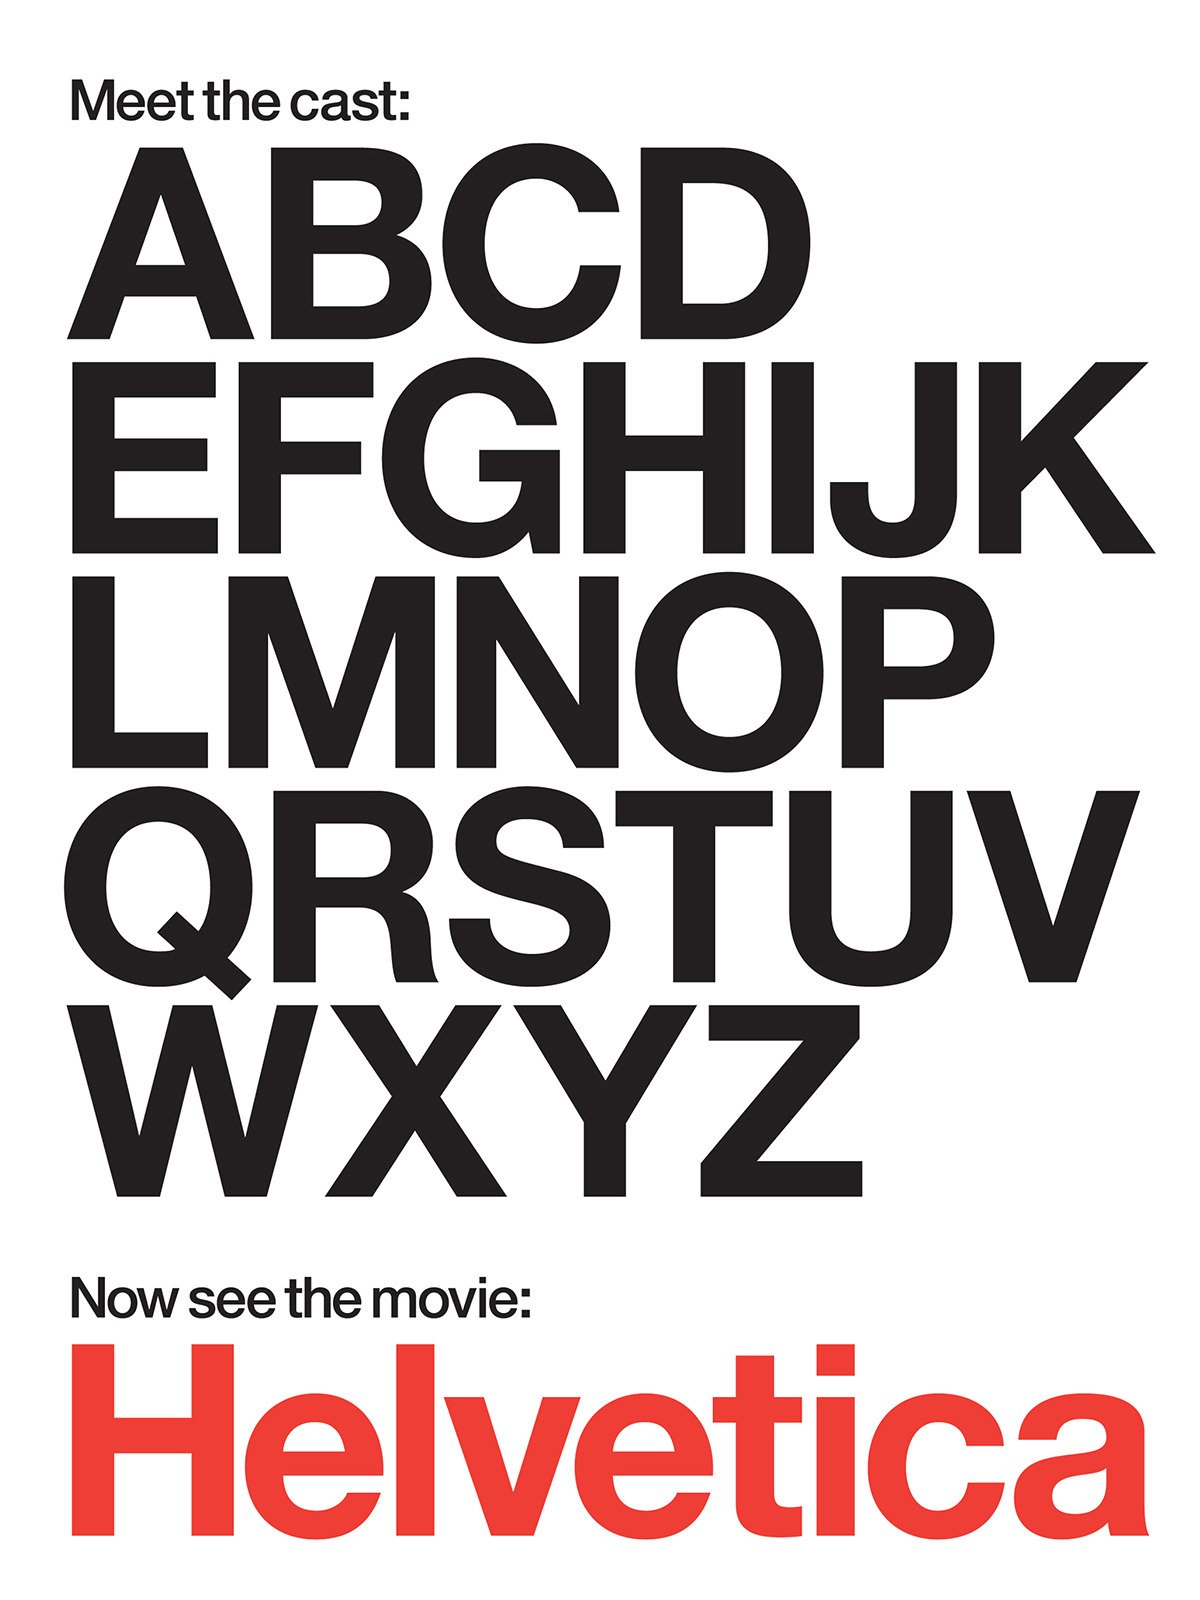 Meet the cast:
ABCD
EFGHIJK
LMNOP
QRSTUV
WXYZ
Now see the movie:
Helvetica